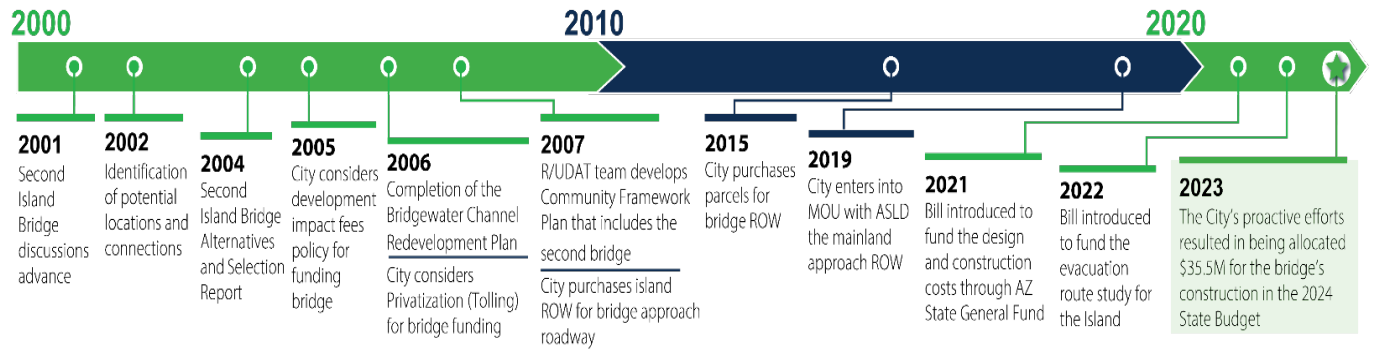 2000
2010
2020
2001
Second
Island
Bridge
discussions
advance
2002
Identification
of potential
locations and
connections
2004
Second
Island Bridge
Alternatives
and Selection
Report
2005
City considers
development
impact fees
policy for
funding
bridge
2006
Completion of the
Bridgewater Channel
Redevelopment Plan
City considers
Privatization (Tolling)
for bridge funding
2007
R/UDAT team develops
Community Framework
Plan that includes the
second bridge
City purchases island
ROW for bridge approach
roadway
2015
City purchases
parcels for
bridge ROW
2019
City enters into
MOU with ASLD
the mainland
approach ROW
2021
Bill introduced to
fund the design
and construction
costs through AZ
State General Fund
2022
Bill introduced
to fund the
evacuation
route study for
the Island
2023
The City's proactive efforts
resulted in being allocated
$35.5M for the bridge's
construction in the 2024
State Budget